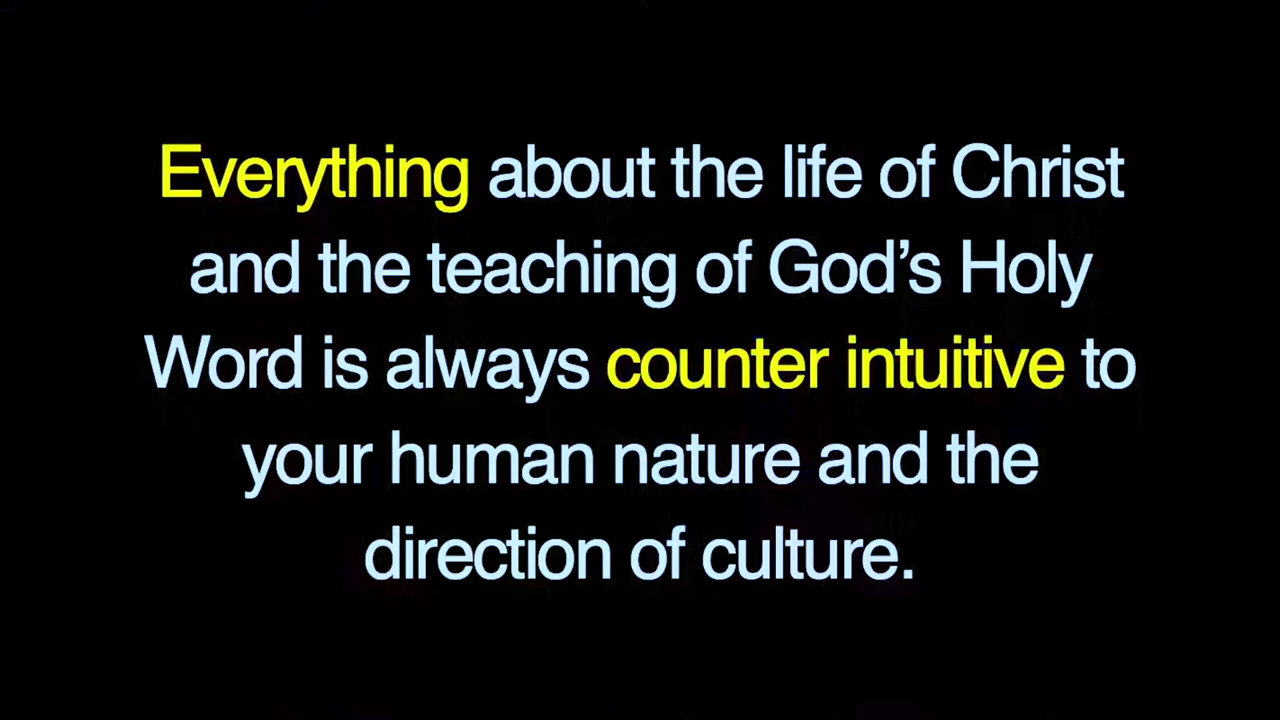 Everything about the life of Christ
and the teaching of God’s Holy
Word is always counter intuitive to
your human nature and the
direction of culture.